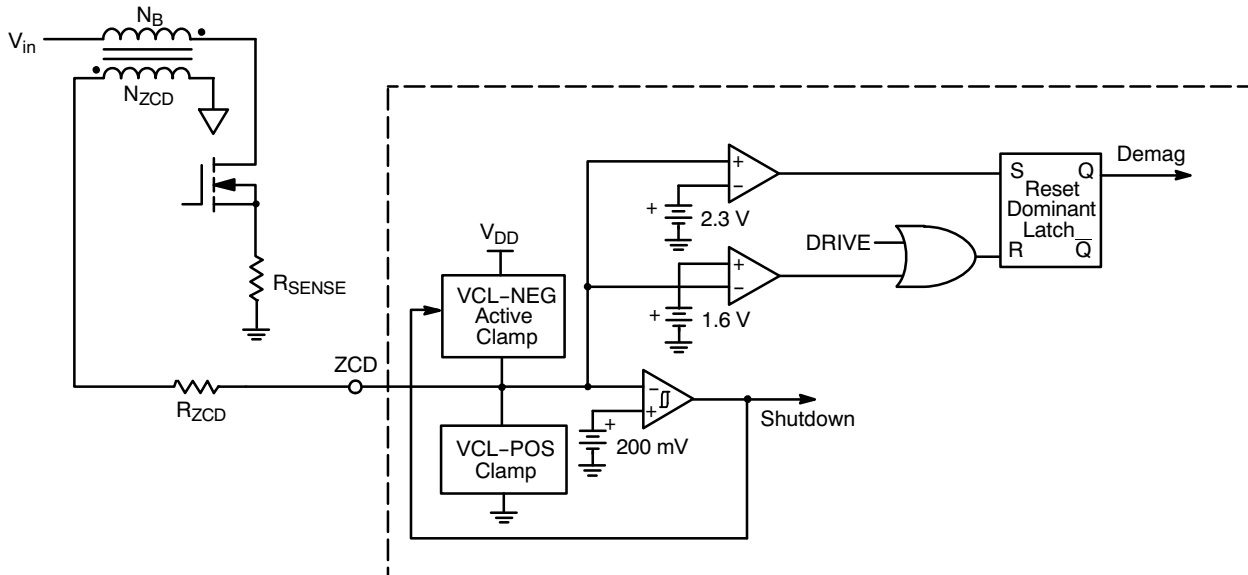 N_B
V_in
N_ZCD
R_SENSE
R_ZCD
ZCD
V_DD
VCL–NEG
Active
Clamp
VCL–POS
Clamp
+
−
+
2.3 V
+
−
+
1.6 V
DRIVE
S Q
Reset
Dominant
Latch
R Q̅
Demag
−
+
+
200 mV
Shutdown